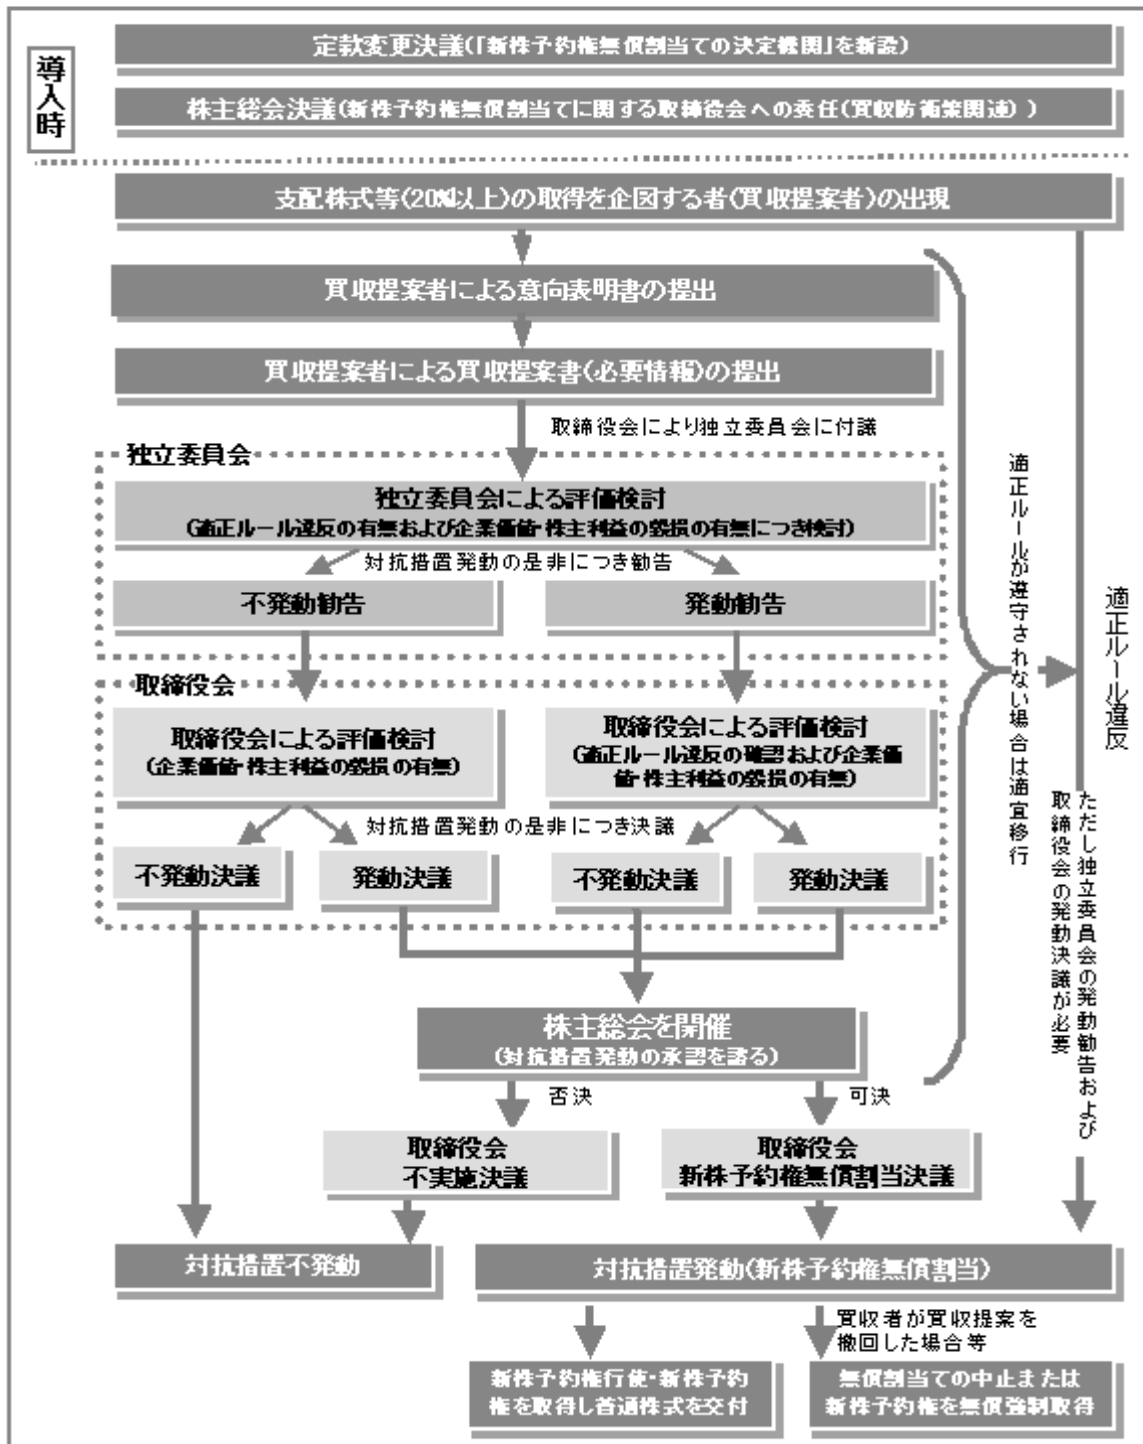 導入時
定款変更決議(「新株予約権無償割当ての決定機関」を新設)
株主総会決議(新株予約権無償割当てに関する取締役会への委任(買収防衛策関連))
支配株式等(20%以上)の取得を企図する者(買収提案者)の出現
買収提案者による意向表明書の提出
買収提案者による買収提案書(必要情報)の提出
取締役会により独立委員会に付議
独立委員会
独立委員会による評価検討
(適正ルール違反の有無および企業価値・株主利益の毀損の有無につき検討)
対抗措置発動の是非につき勧告
不発動勧告
発動勧告
取締役会
取締役会による評価検討
(企業価値・株主利益の毀損の有無)
取締役会による評価検討
(適正ルール違反の確認および企業価
値・株主利益の毀損の有無)
対抗措置発動の是非につき決議
不発動決議
発動決議
不発動決議
発動決議
株主総会を開催
(対抗措置発動の承認を諮る)
否決
可決
取締役会
不実施決議
取締役会
新株予約権無償割当決議
適正ルールが遵守されない場合は適宜移行
適正ルール違反
ただし独立委員会の発動勧告および
取締役会の発動決議が必要
対抗措置不発動
対抗措置発動(新株予約権無償割当)
買収者が買収提案を
撤回した場合等
新株予約権行使・新株予約
権を取得し普通株式を交付
無償割当ての中止または
新株予約権を無償強制取得